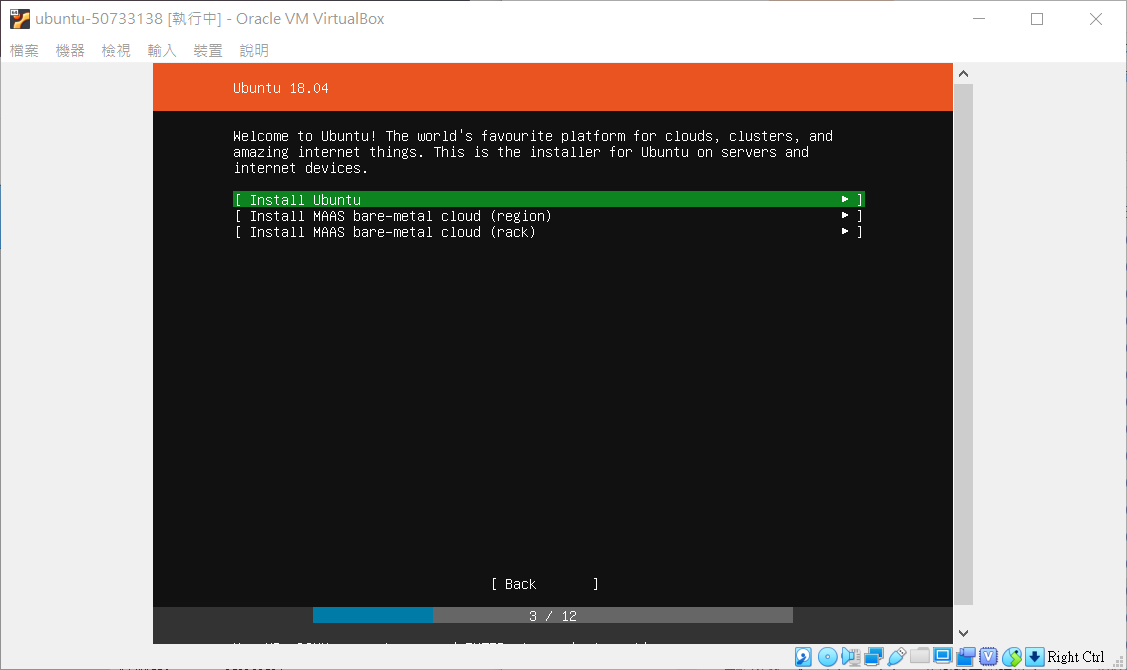 ubuntu-50733138 [執行中] - Oracle VM VirtualBox
檔案 機器 檢視 輸入 裝置 說明
Ubuntu 18.04
Welcome to Ubuntu! The world's favourite platform for clouds, clusters, and
amazing internet things. This is the installer for Ubuntu on servers and
internet devices.
[ Install Ubuntu ▸ ]
[ Install MAAS bare-metal cloud (region) ▸ ]
[ Install MAAS bare-metal cloud (rack) ▸ ]
[ Back ]
3 / 12
Right Ctrl